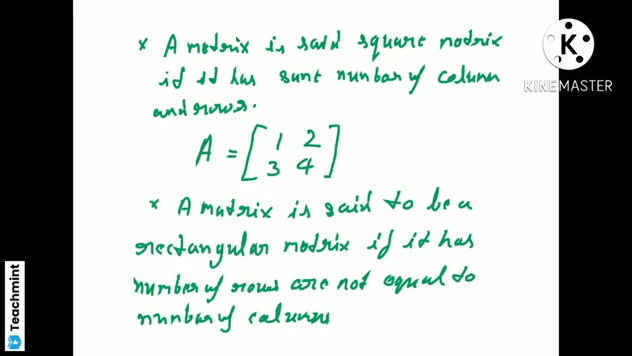 * A matrix is said square matrix
if it has same number of column
and rows.
A = [ 1 2
3 4 ]
* A matrix is said to be a
rectangular matrix if it has
number of rows are not equal to
number of columns
K
KINEMASTER
Teachmint